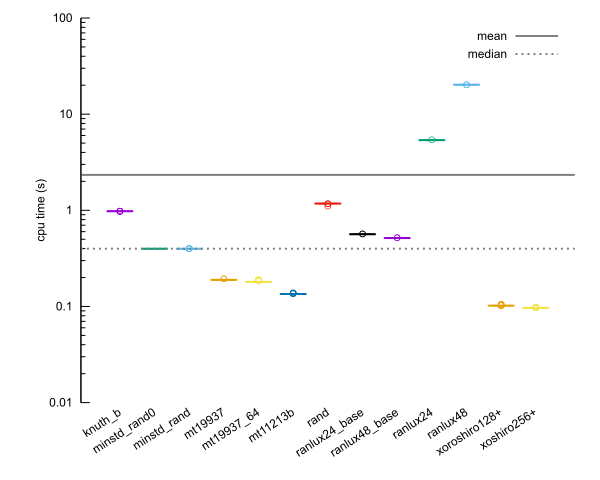 100
10
1
0.1
0.01
cpu time (s)
mean
median
knuth_b
minstd_rand0
minstd_rand
mt19937
mt19937_64
mt11213b
rand
ranlux24_base
ranlux48_base
ranlux24
ranlux48
xoroshiro128+
xoshiro256+